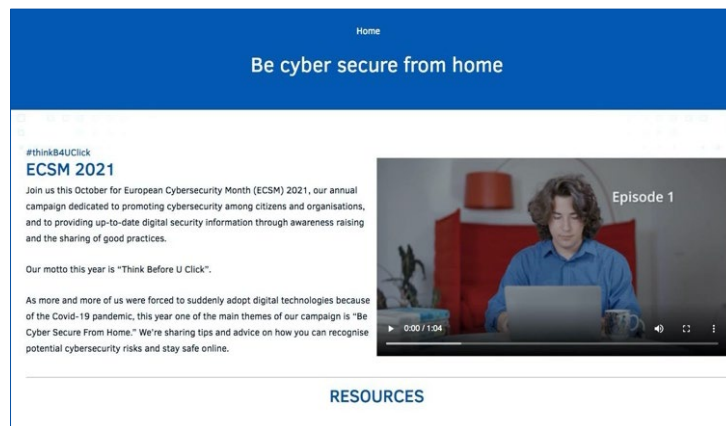 Home
Be cyber secure from home
#thinkB4UClick
ECSM 2021
Join us this October for European Cybersecurity Month (ECSM) 2021, our annual
campaign dedicated to promoting cybersecurity among citizens and organisations,
and to providing up-to-date digital security information through awareness raising
and the sharing of good practices.
Our motto this year is “Think Before U Click”.
As more and more of us were forced to suddenly adopt digital technologies because
of the Covid-19 pandemic, this year one of the main themes of our campaign is “Be
Cyber Secure From Home.” We’re sharing tips and advice on how you can recognise
potential cybersecurity risks and stay safe online.
Episode 1
0:00 / 1:04
RESOURCES